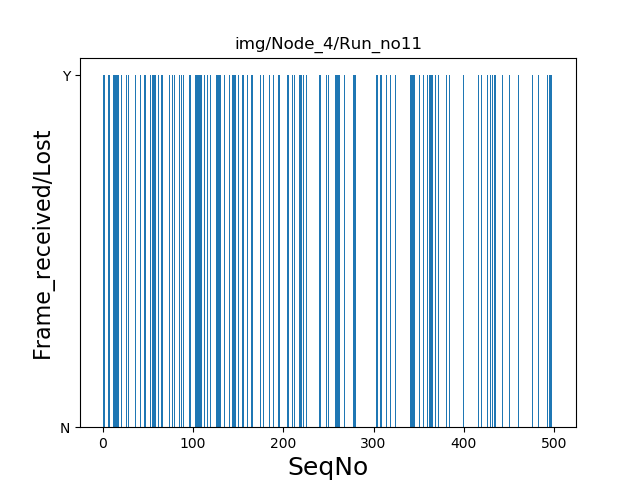 img/Node_4/Run_no11
Y
Frame_received/Lost
N
0 100 200 300 400 500
SeqNo